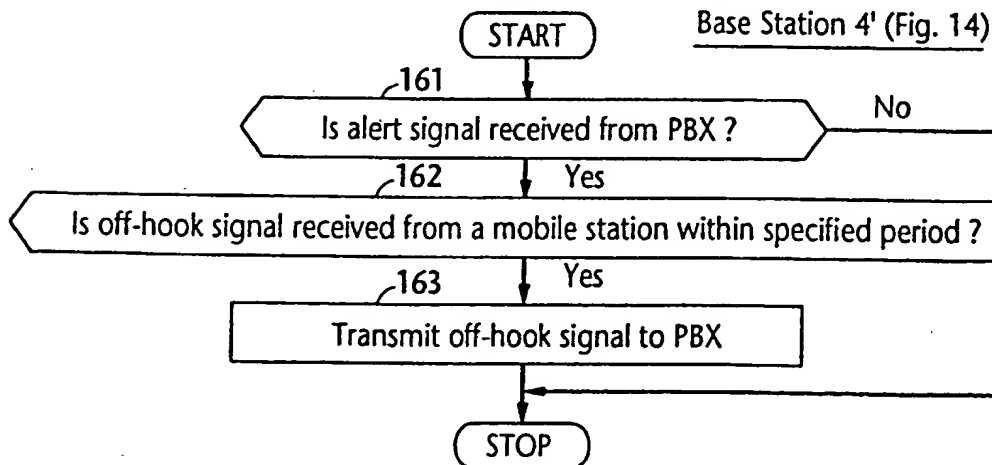 Base Station 4' (Fig. 14)
START
161
Is alert signal received from PBX ?
No
Yes
162
Is off-hook signal received from a mobile station within specified period ?
Yes
163
Transmit off-hook signal to PBX
STOP